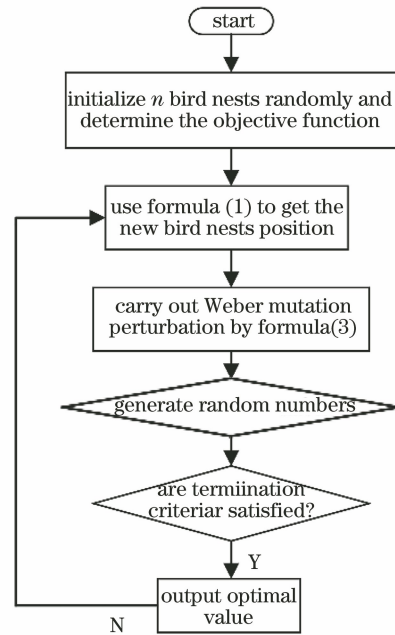 start
initialize n bird nests randomly and
determine the objective function
use formula (1) to get the
new bird nests position
carry out Weber mutation
perturbation by formula(3)
generate random numbers
are termiination
criteriar satisfied?
Y
output optimal
value
N